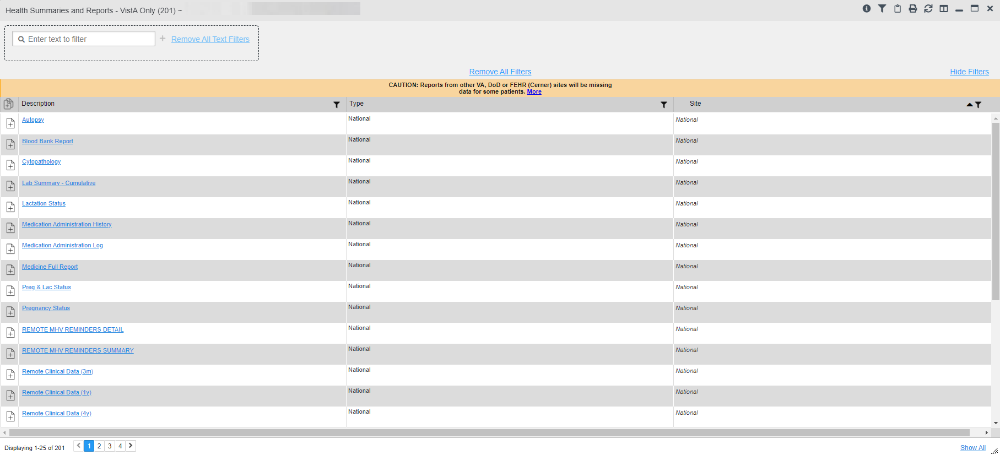 Health Summaries and Reports - VistA Only (201) ~
Enter text to filter
+ Remove All Text Filters
Remove All Filters
Hide Filters
CAUTION: Reports from other VA, DoD or FEHR (Cerner) sites will be missing
data for some patients. More
Description Type Site
Autopsy National National
Blood Bank Report National National
Cytopathology National National
Lab Summary - Cumulative National National
Lactation Status National National
Medication Administration History National National
Medication Administration Log National National
Medicine Full Report National National
Preg & Lac Status National National
Pregnancy Status National National
REMOTE MHV REMINDERS DETAIL National National
REMOTE MHV REMINDERS SUMMARY National National
Remote Clinical Data (3m) National National
Remote Clinical Data (1y) National National
Remote Clinical Data (4y) National National
Displaying 1-25 of 201 < 1 2 3 4 > Show All